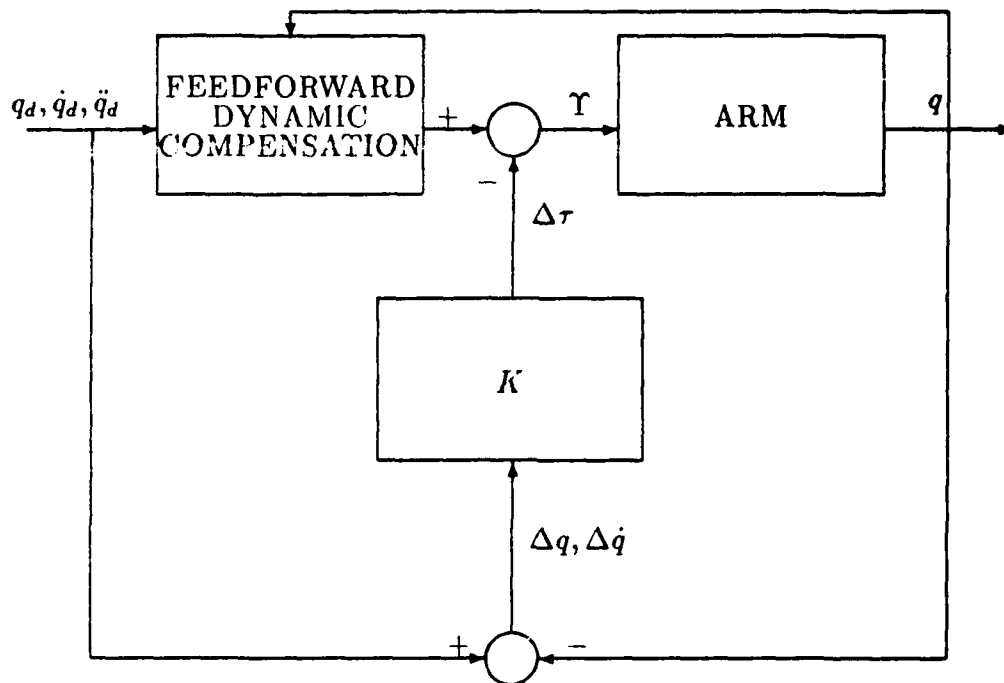 q_d, q̇_d, q̈_d
FEEDFORWARD
DYNAMIC
COMPENSATION
+
−
ϒ
ARM
q
Δτ
K
Δq, Δq̇
+
−